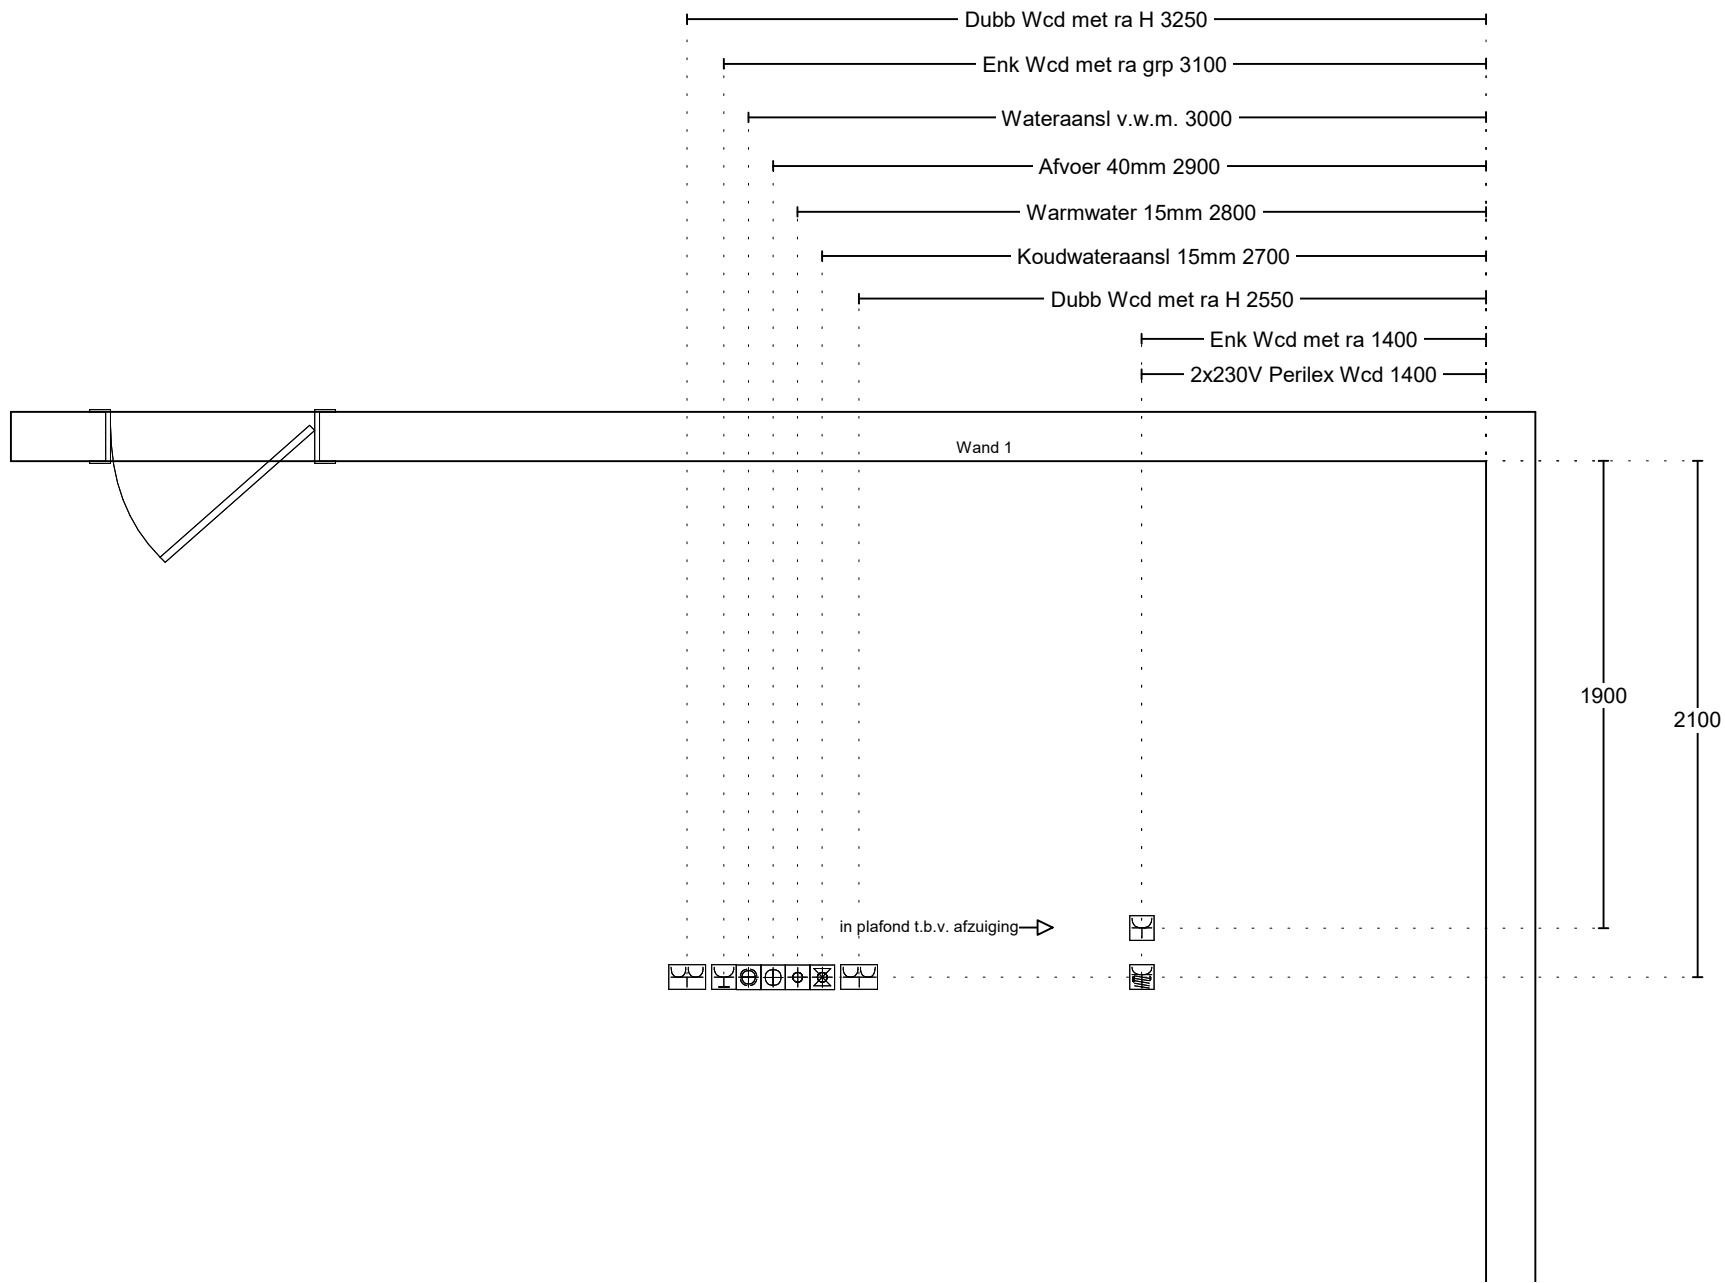 Dubb Wcd met ra H 3250
Enk Wcd met ra grp 3100
Wateraansl v.w.m. 3000
Afvoer 40mm 2900
Warmwater 15mm 2800
Koudwateraansl 15mm 2700
Dubb Wcd met ra H 2550
Enk Wcd met ra 1400
2x230V Perilex Wcd 1400
Wand 1
1900
2100
in plafond t.b.v. afzuiging